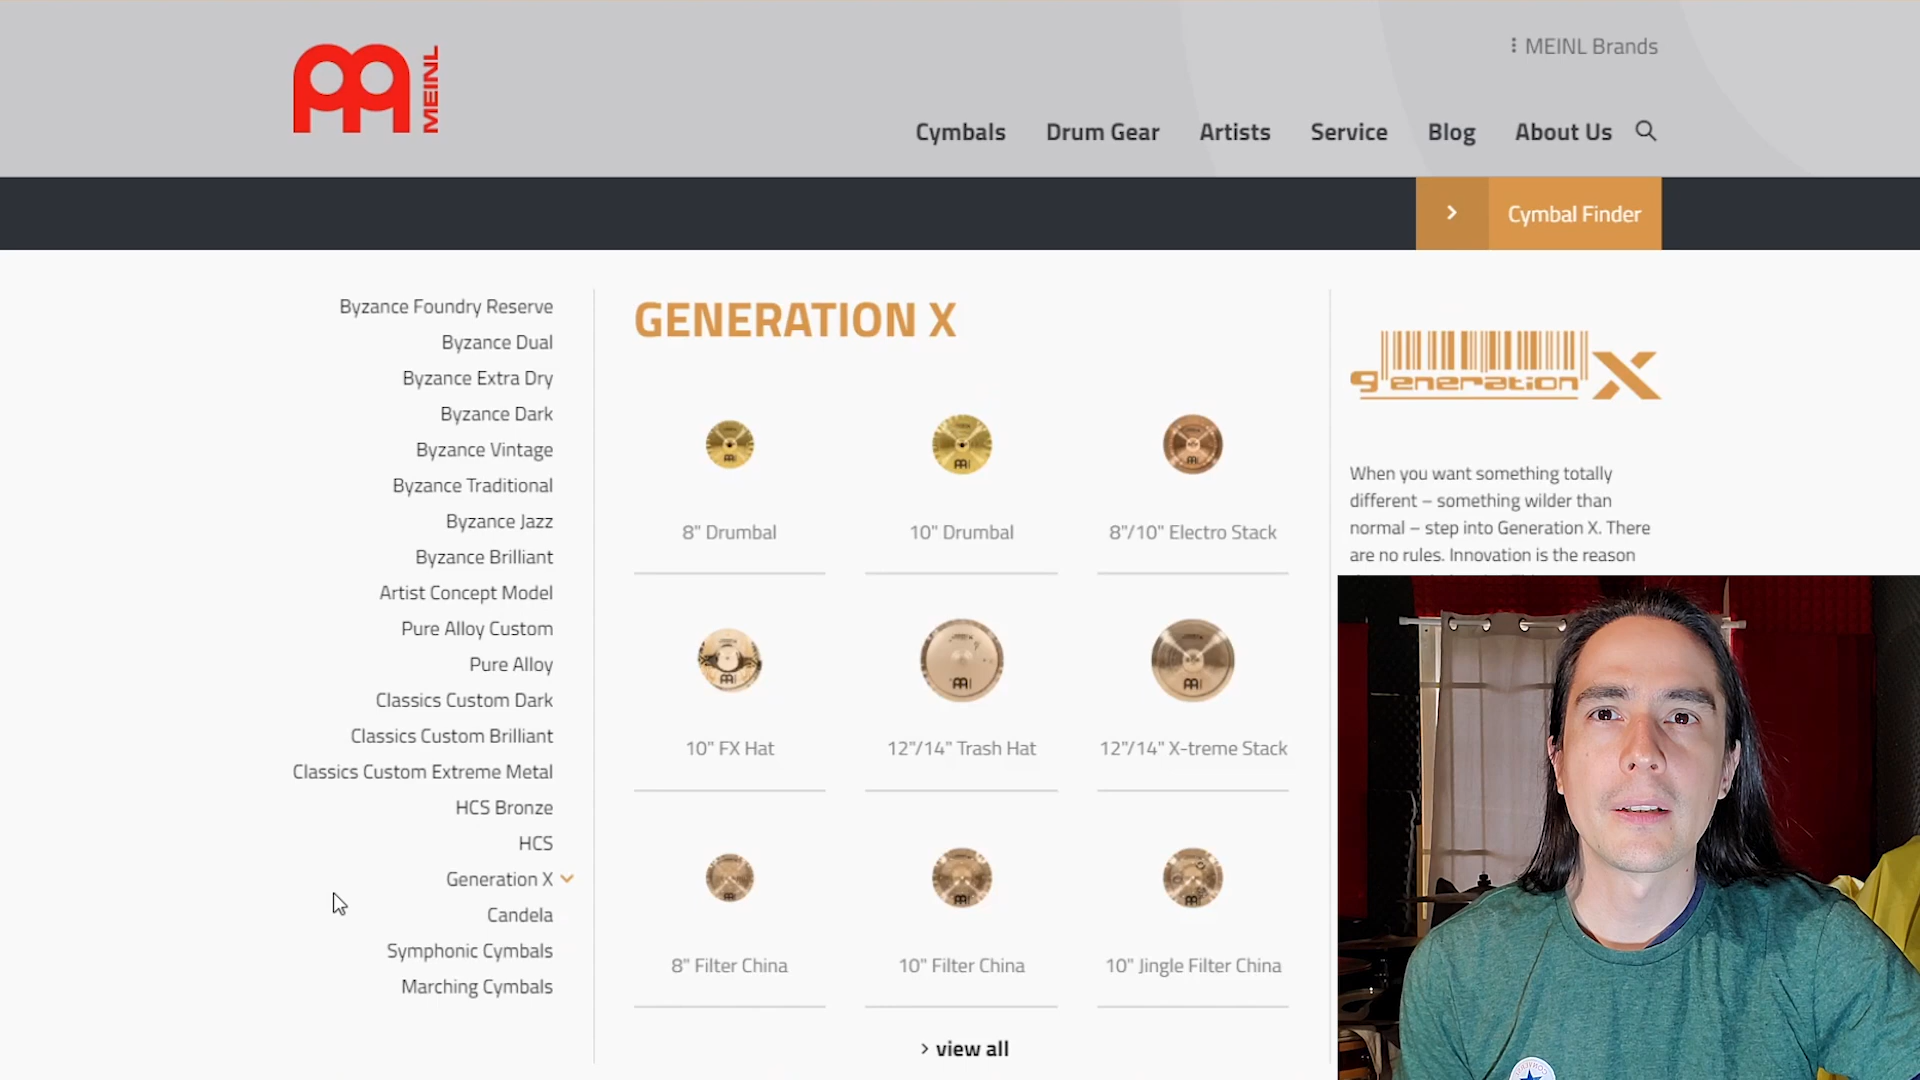 MEINL
MEINL Brands
Cymbals
Drum Gear
Artists
Service
Blog
About Us
Cymbal Finder
Byzance Foundry Reserve
Byzance Dual
Byzance Extra Dry
Byzance Dark
Byzance Vintage
Byzance Traditional
Byzance Jazz
Byzance Brilliant
Artist Concept Model
Pure Alloy Custom
Pure Alloy
Classics Custom Dark
Classics Custom Brilliant
Classics Custom Extreme Metal
HCS Bronze
HCS
Generation X
Candela
Symphonic Cymbals
Marching Cymbals
GENERATION X
8" Drumbal
10" Drumbal
8"/10" Electro Stack
10" FX Hat
12"/14" Trash Hat
12"/14" X-treme Stack
8" Filter China
10" Filter China
10" Jingle Filter China
view all
generation X
When you want something totally
different – something wilder than
normal – step into Generation X. There
are no rules. Innovation is the reason